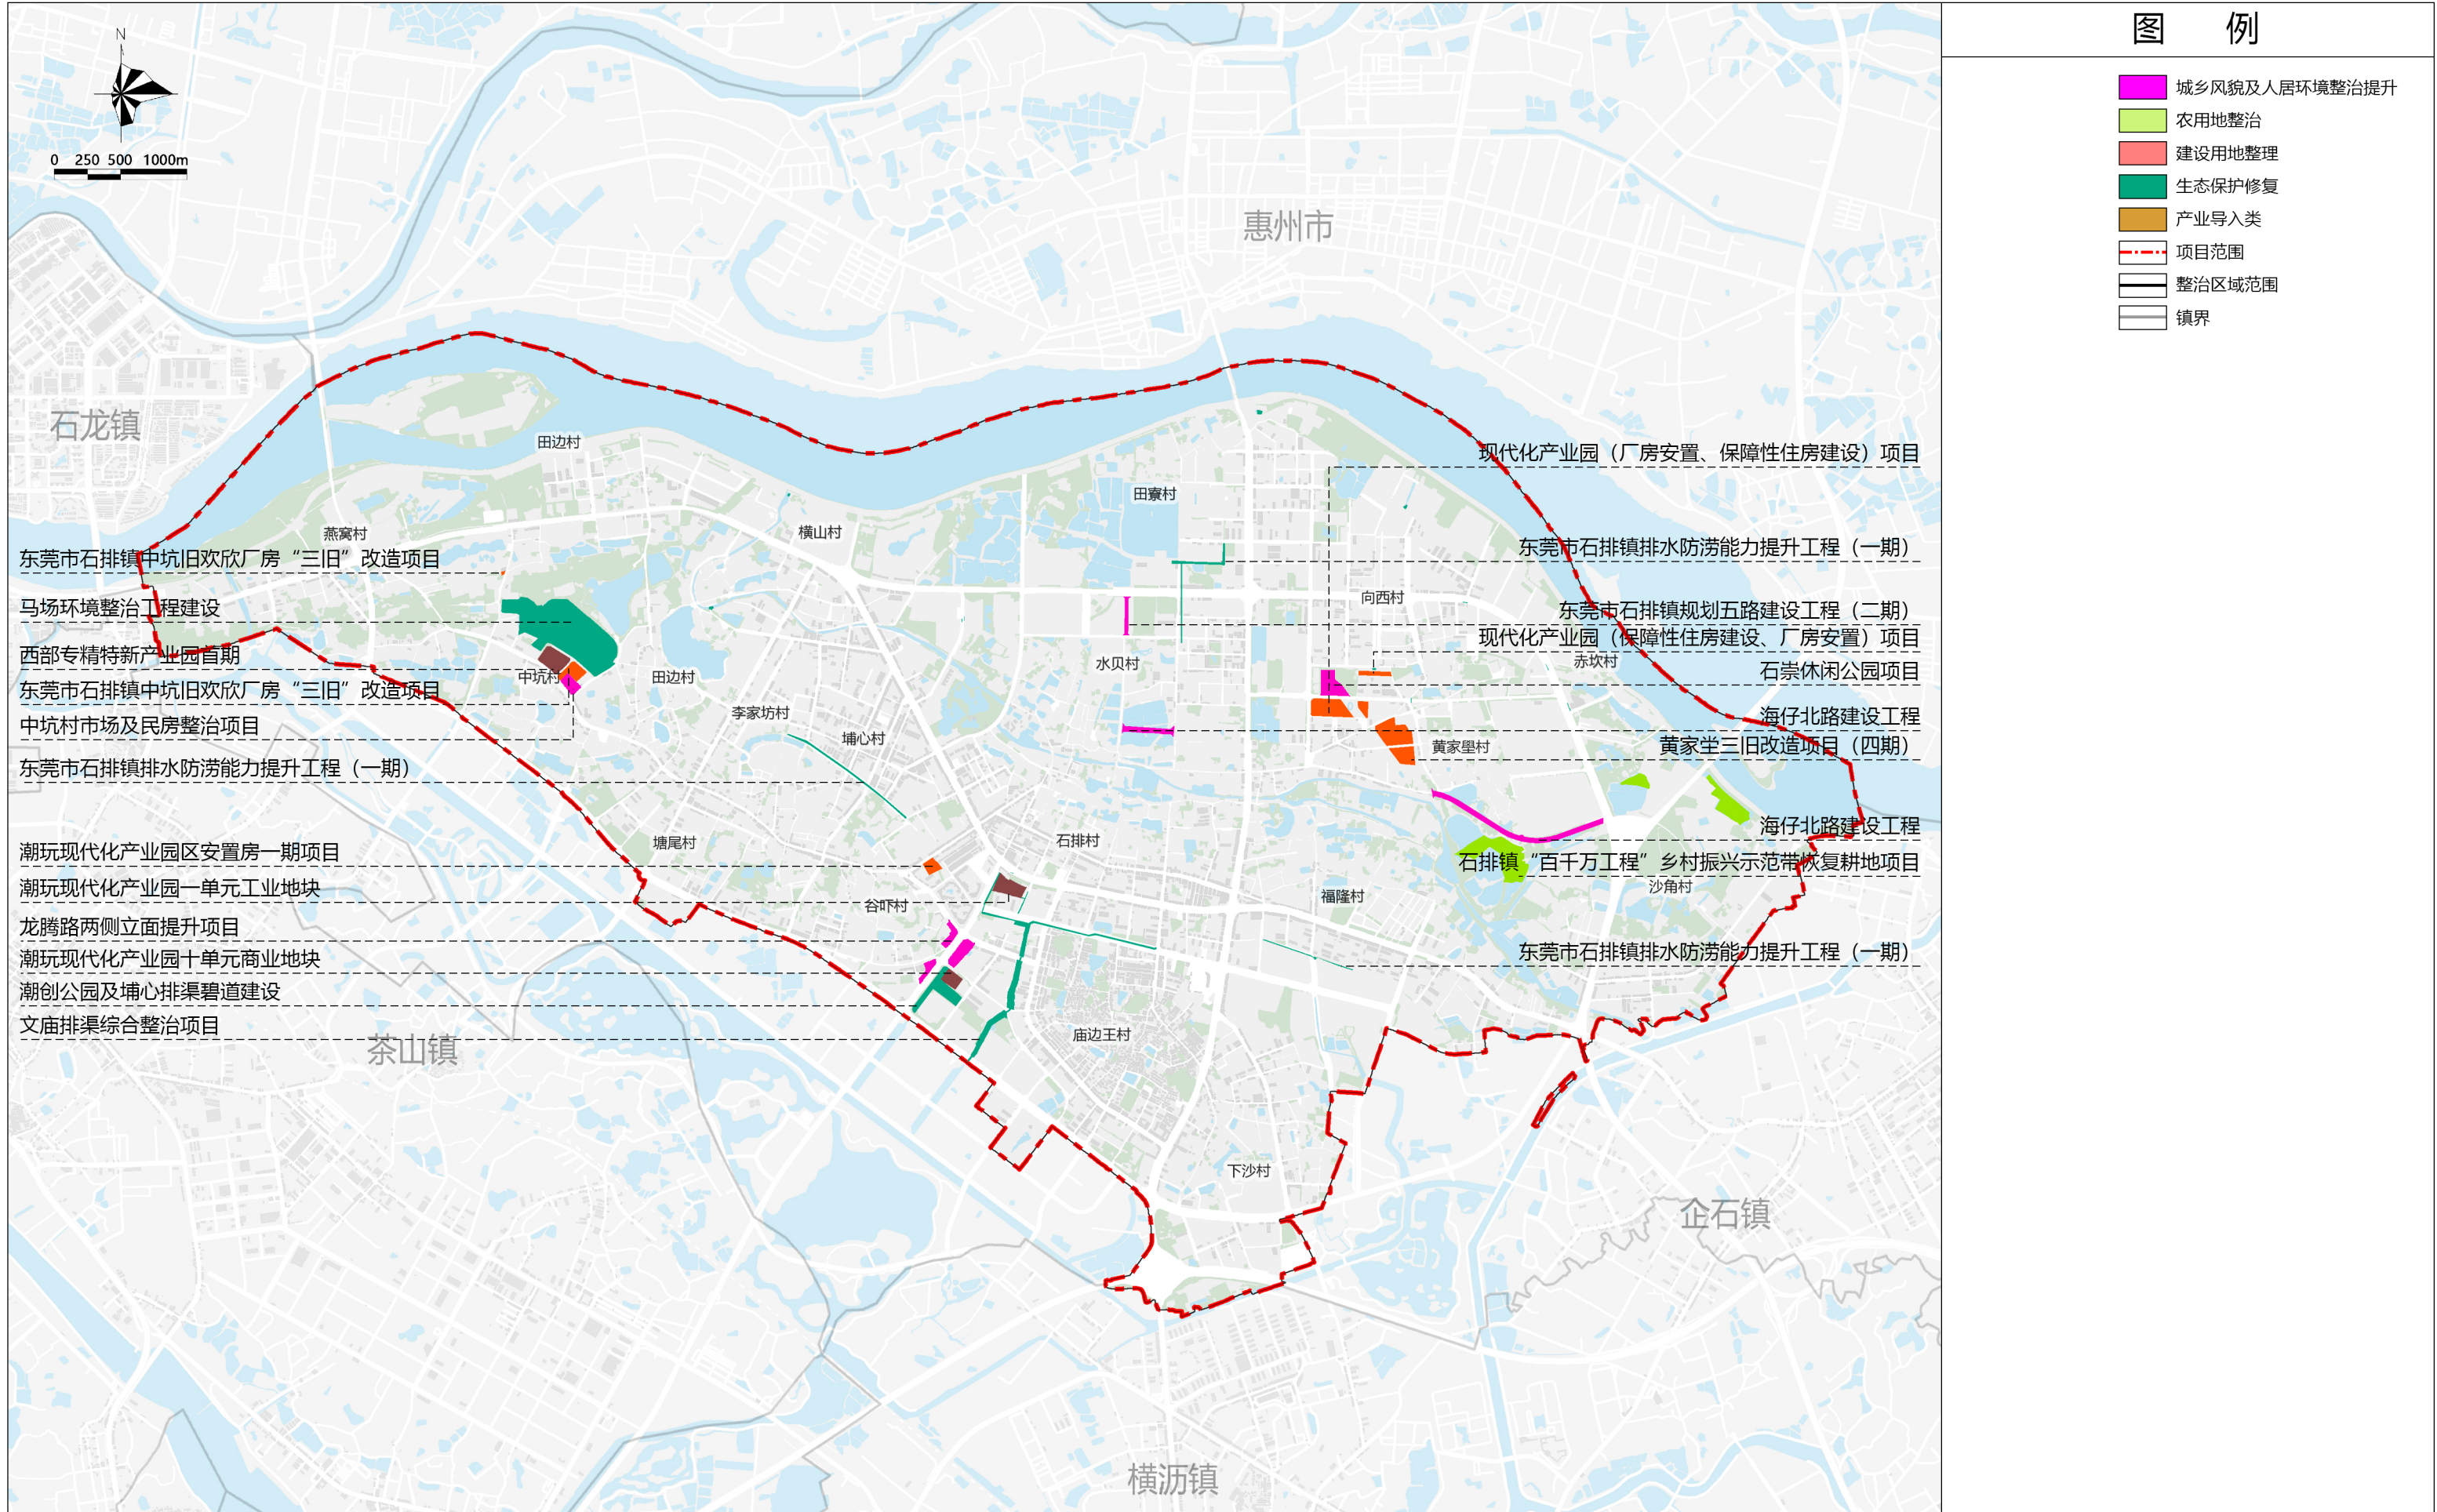 图 例
城乡风貌及人居环境整治提升
农用地整治
建设用地整理
生态保护修复
产业导入类
项目范围
整治区域范围
镇界
N
0 250 500 1000m
惠州市
石龙镇
田边村
现代化产业园（厂房安置、保障性住房建设）项目
田寮村
燕窝村
横山村
东莞市石排镇中坑旧欢欣厂房“三旧”改造项目
东莞市石排镇排水防涝能力提升工程（一期）
向西村
马场环境整治工程建设
东莞市石排镇规划五路建设工程（二期）
现代化产业园（保障性住房建设、厂房安置）项目
西部专精特新产业园首期
水贝村
赤坎村
中坑村
田边村
石崇休闲公园项目
东莞市石排镇中坑旧欢欣厂房“三旧”改造项目
李家坊村
海仔北路建设工程
中坑村市场及民房整治项目
埔心村
黄家壆村
黄家坣三旧改造项目（四期）
东莞市石排镇排水防涝能力提升工程（一期）
海仔北路建设工程
塘尾村
石排村
潮玩现代化产业园区安置房一期项目
石排镇“百千万工程”乡村振兴示范带恢复耕地项目
潮玩现代化产业园一单元工业地块
沙角村
福隆村
谷吓村
龙腾路两侧立面提升项目
东莞市石排镇排水防涝能力提升工程（一期）
潮玩现代化产业园十单元商业地块
潮创公园及埔心排渠碧道建设
文庙排渠综合整治项目
庙边王村
茶山镇
下沙村
企石镇
横沥镇